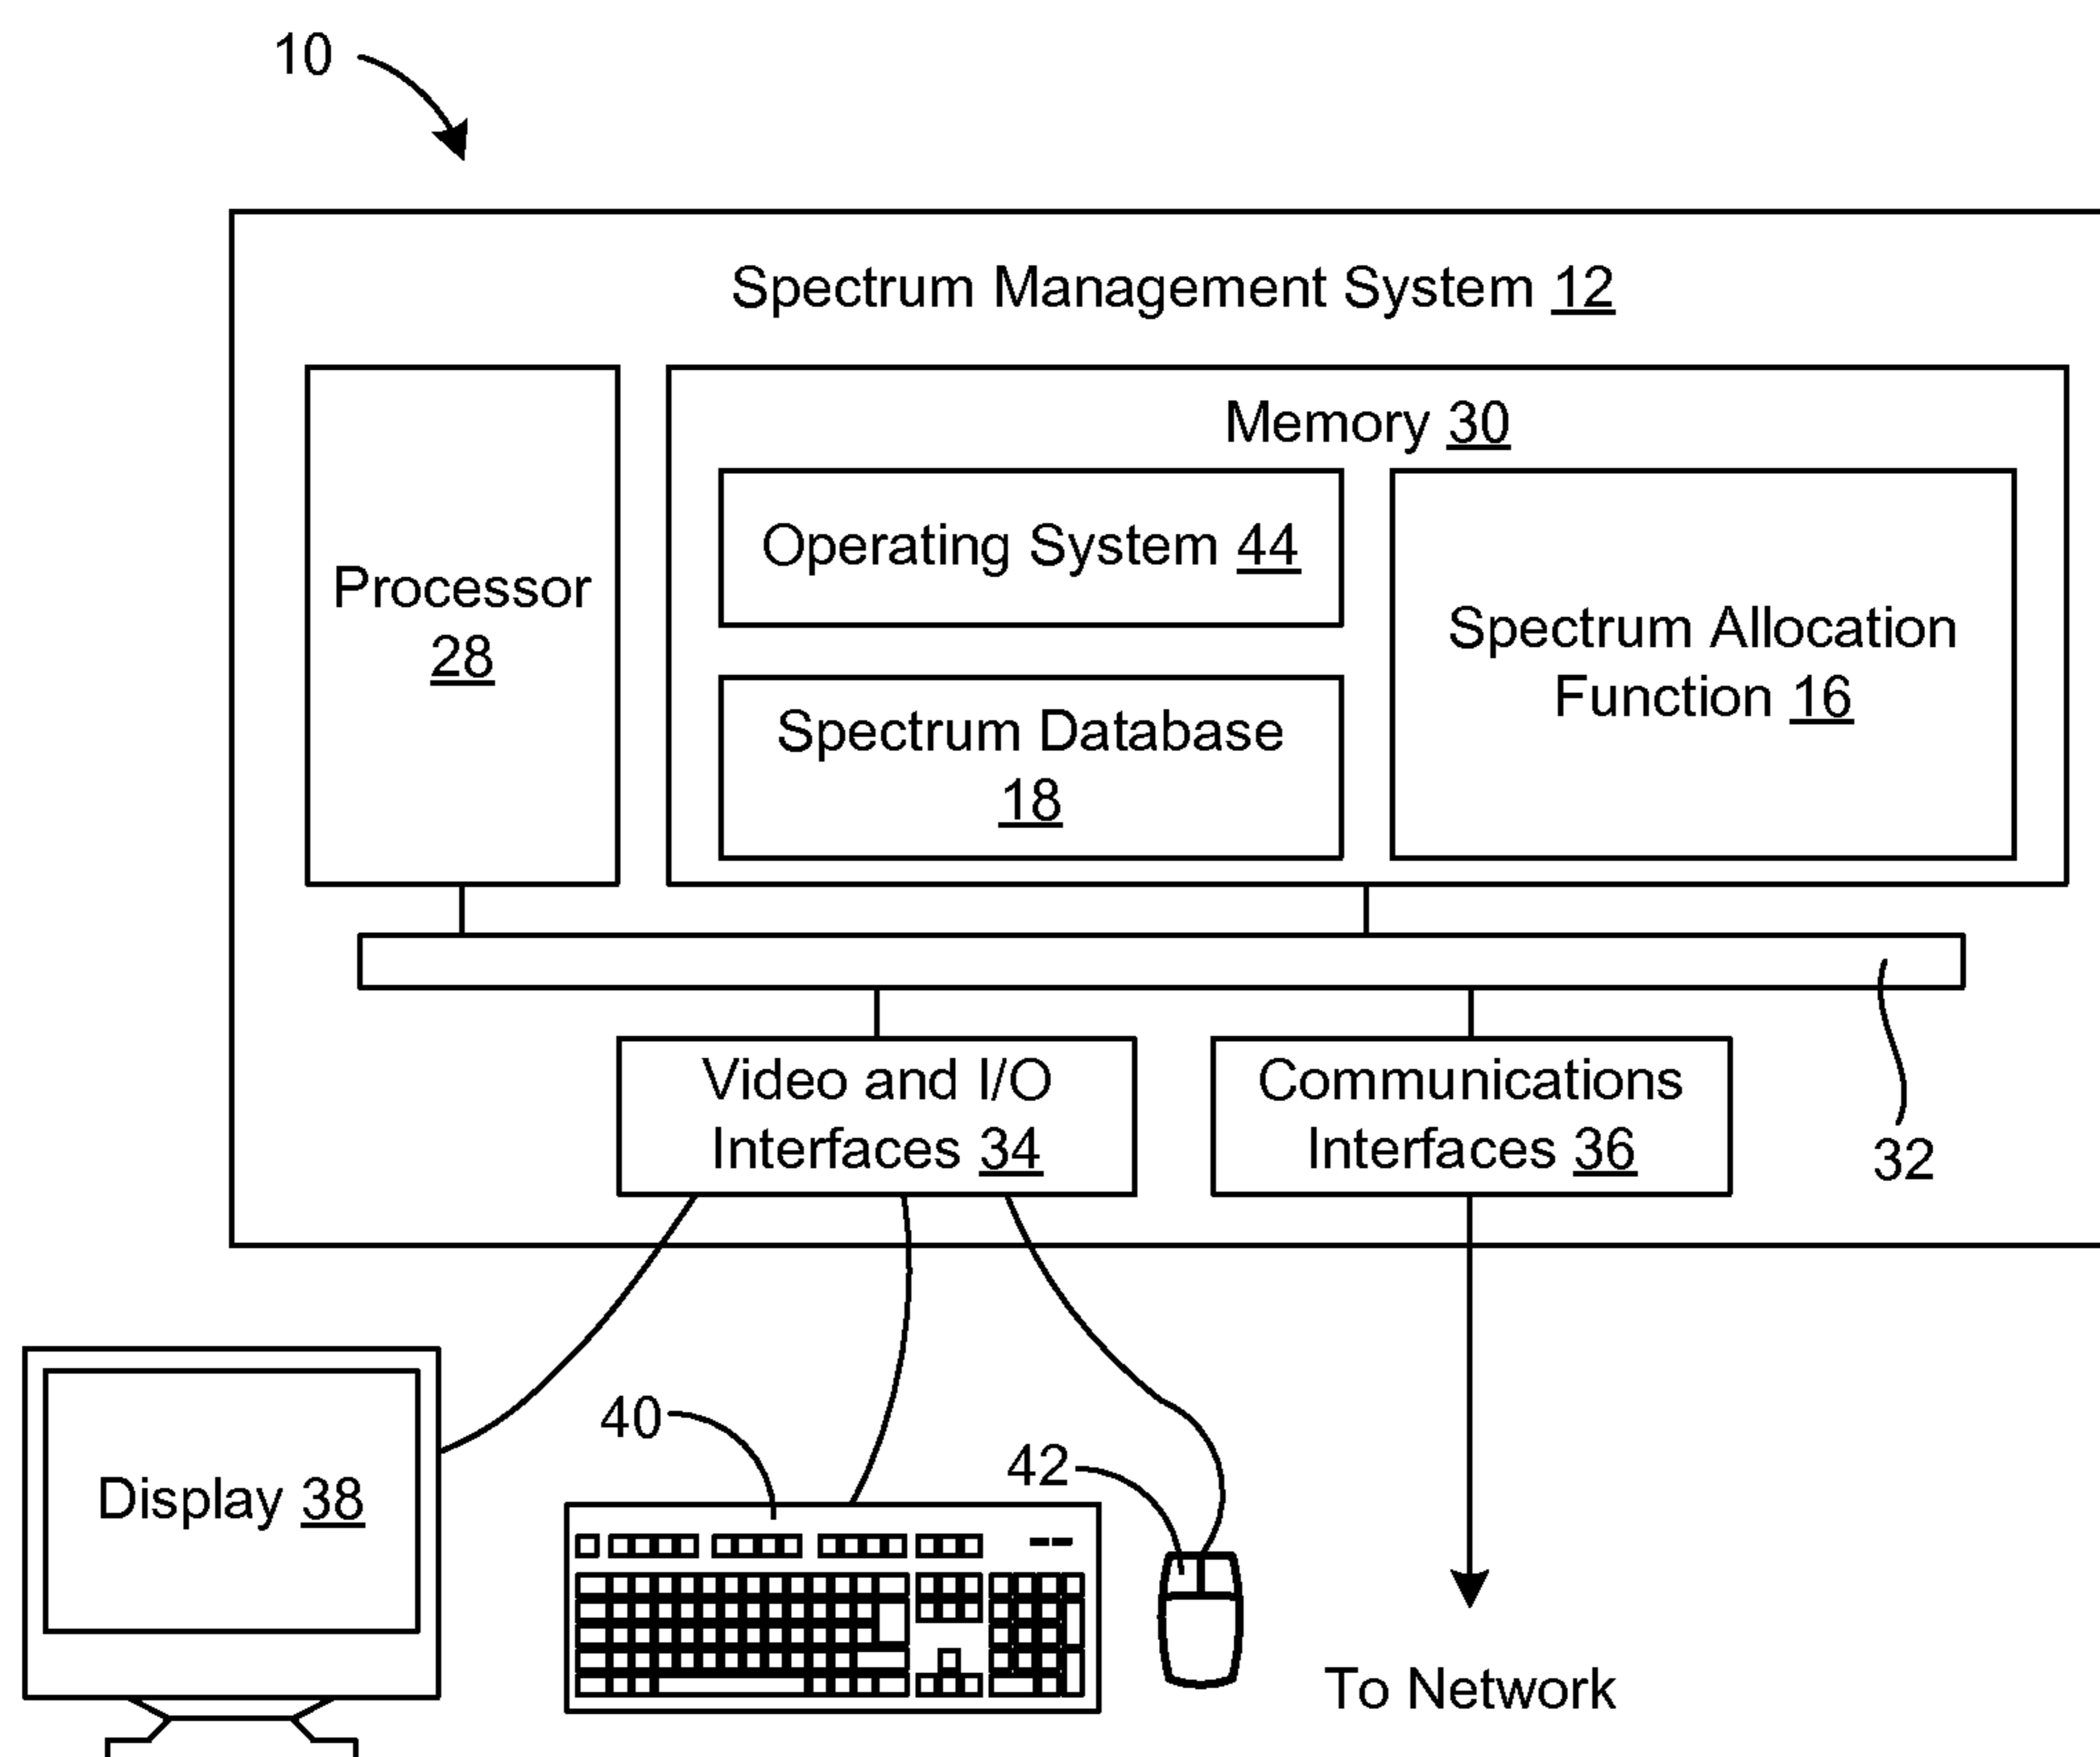 10
Spectrum Management System 12
Processor
28
Memory 30
Operating System 44
Spectrum Database
18
Spectrum Allocation
Function 16
Video and I/O
Interfaces 34
Communications
Interfaces 36
32
Display 38
40
42
To Network